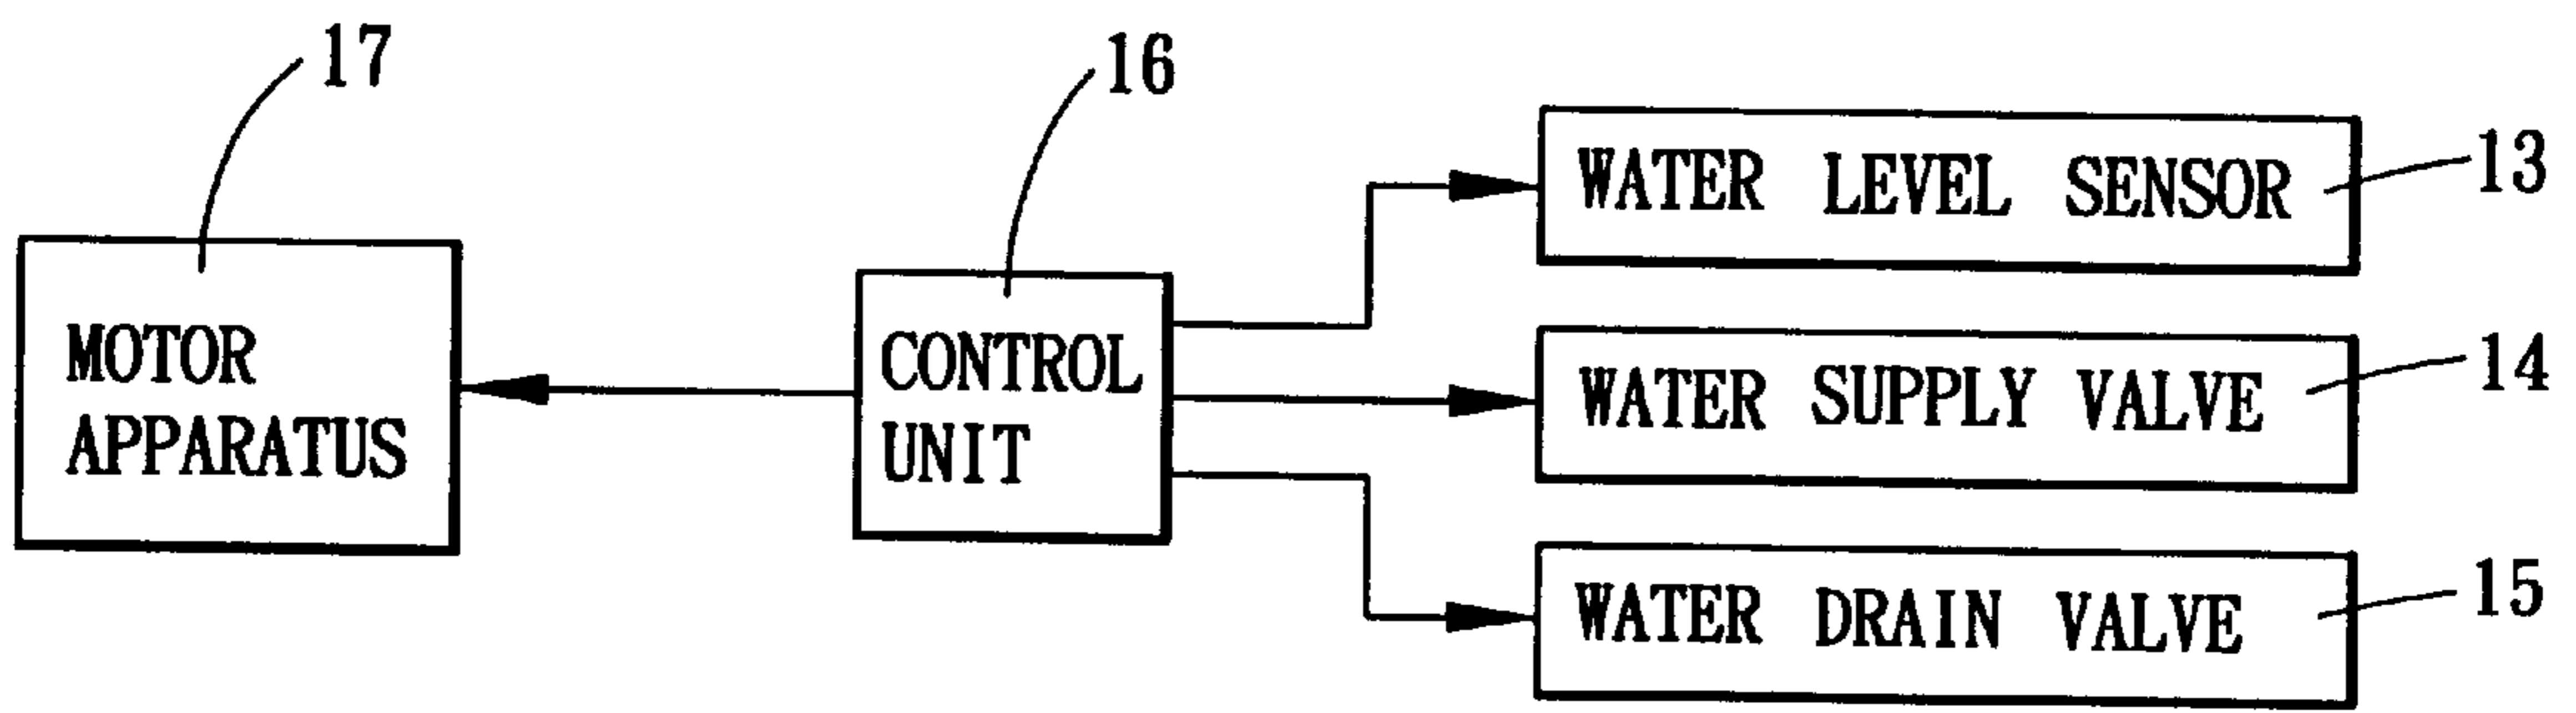 17
16
MOTOR
APPARATUS
CONTROL
UNIT
WATER LEVEL SENSOR
13
WATER SUPPLY VALVE
14
WATER DRAIN VALVE
15